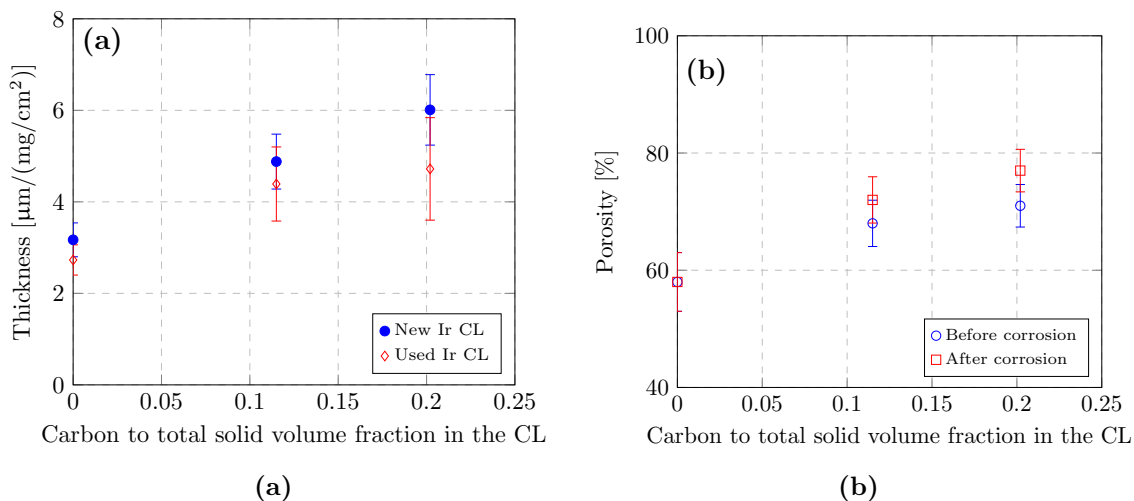 (a)
Thickness [µm/(mg/cm²)]
8
6
4
2
0
0
0.05
0.1
0.15
0.2
0.25
New Ir CL
Used Ir CL
Carbon to total solid volume fraction in the CL
(a)
(b)
Porosity [%]
100
80
60
40
0
0.05
0.1
0.15
0.2
0.25
Before corrosion
After corrosion
Carbon to total solid volume fraction in the CL
(b)